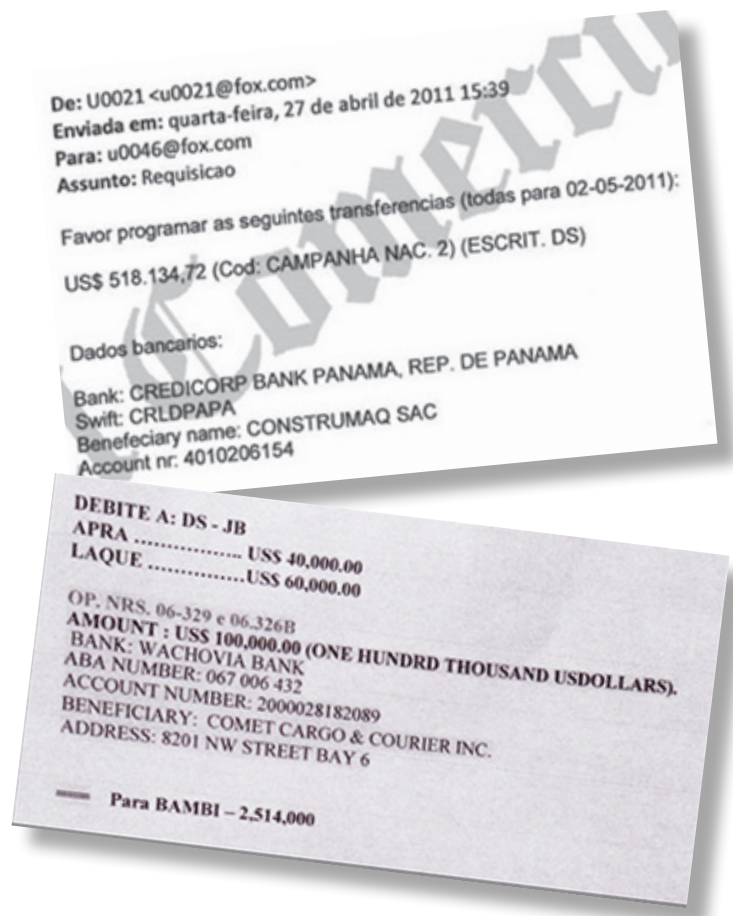 De: U0021 <u0021@fox.com>
Enviada em: quarta-feira, 27 de abril de 2011 15:39
Para: u0046@fox.com
Assunto: Requisicao
Favor programar as seguintes transferencias (todas para 02-05-2011):
US$ 518.134,72 (Cod: CAMPANHA NAC. 2) (ESCRIT. DS)
Dados bancarios:
Bank: CREDICORP BANK PANAMA, REP. DE PANAMA
Swift: CRLDPAPA
Benefeciary name: CONSTRUMAQ SAC
Account nr: 4010206154
Comercio
DEBITE A: DS - JB
APRA ................. US$ 40,000.00
LAQUE ...............US$ 60,000.00
OP. NRS. 06-329 e 06.326B
AMOUNT : US$ 100,000.00 (ONE HUNDRD THOUSAND USDOLLARS).
BANK: WACHOVIA BANK
ABA NUMBER: 067 006 432
ACCOUNT NUMBER: 2000028182089
BENEFICIARY: COMET CARGO & COURIER INC.
ADDRESS: 8201 NW STREET BAY 6
Para BAMBI – 2,514,000